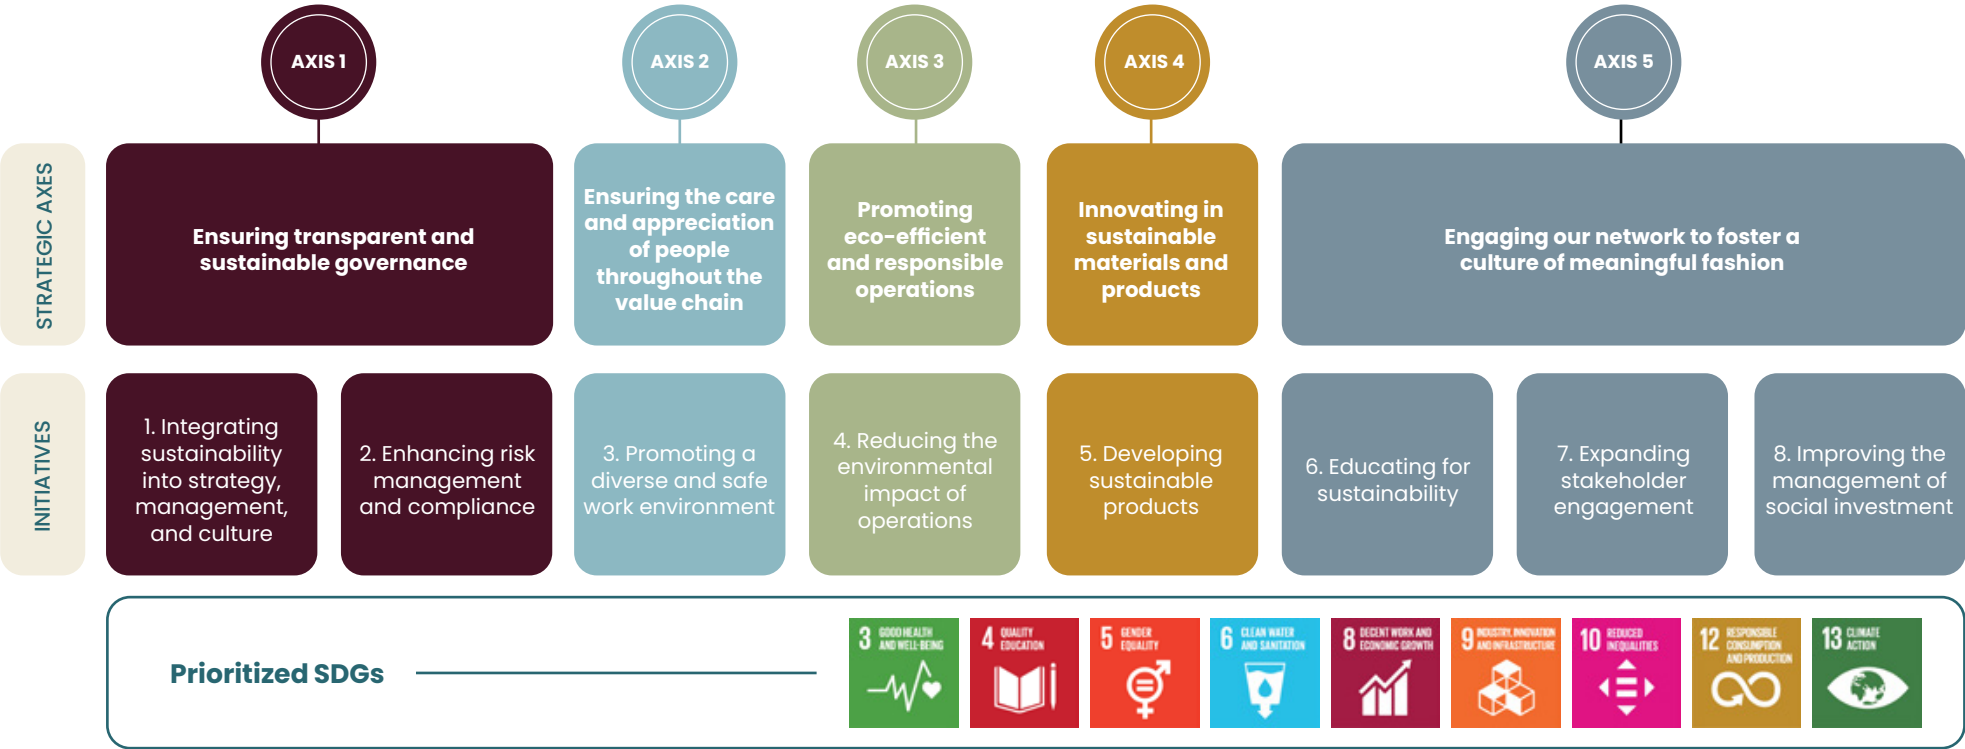 AXIS 1
AXIS 2
AXIS 3
AXIS 4
AXIS 5
STRATEGIC AXES
Ensuring transparent and
sustainable governance
Ensuring the care
and appreciation
of people
throughout the
value chain
Promoting
eco-efficient
and responsible
operations
Innovating in
sustainable
materials and
products
Engaging our network to foster a
culture of meaningful fashion
INITIATIVES
1. Integrating
sustainability
into strategy,
management,
and culture
2. Enhancing risk
management
and compliance
3. Promoting a
diverse and safe
work environment
4. Reducing the
environmental
impact of
operations
5. Developing
sustainable
products
6. Educating for
sustainability
7. Expanding
stakeholder
engagement
8. Improving the
management of
social investment
Prioritized SDGs
3 GOOD HEALTH
AND WELL-BEING
4 QUALITY
EDUCATION
5 GENDER
EQUALITY
6 CLEAN WATER
AND SANITATION
8 DECENT WORK AND
ECONOMIC GROWTH
9 INDUSTRY, INNOVATION
AND INFRASTRUCTURE
10 REDUCED
INEQUALITIES
12 RESPONSIBLE
CONSUMPTION
AND PRODUCTION
13 CLIMATE
ACTION